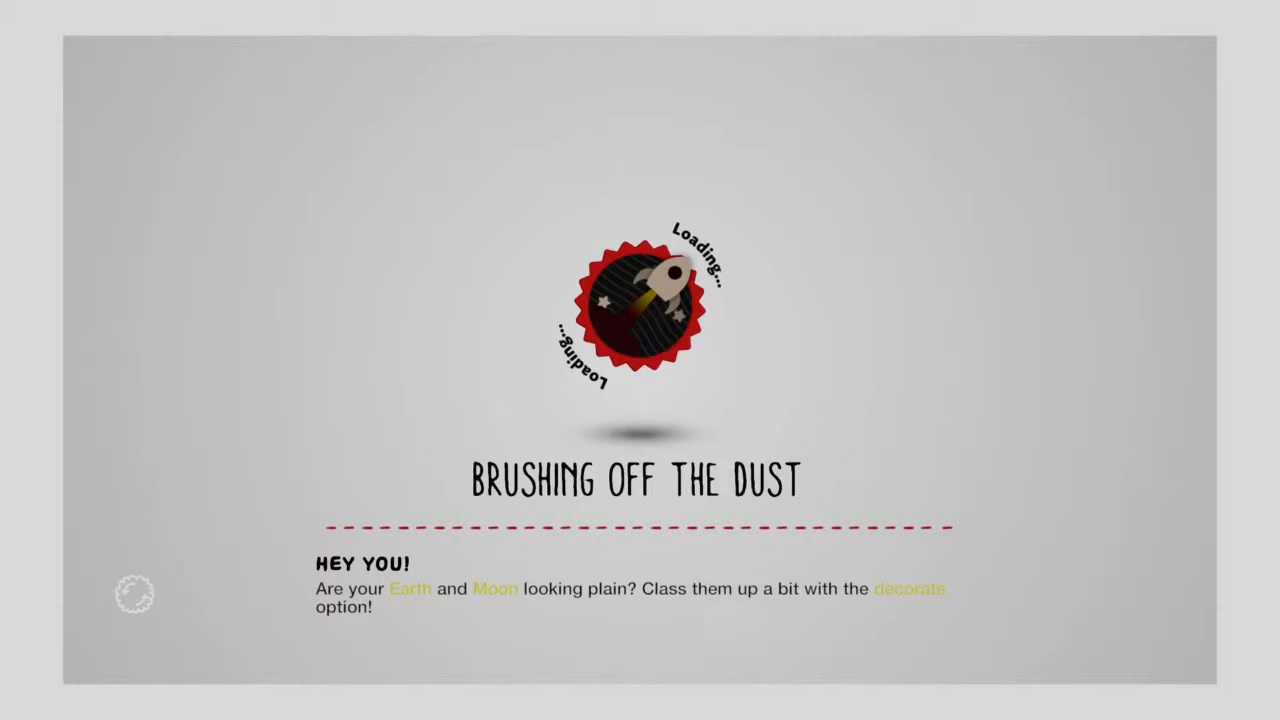 Loading...
Loading...
BRUSHING OFF THE DUST
HEY YOU!
Are your Earth and Moon looking plain? Class them up a bit with the decorate
option!